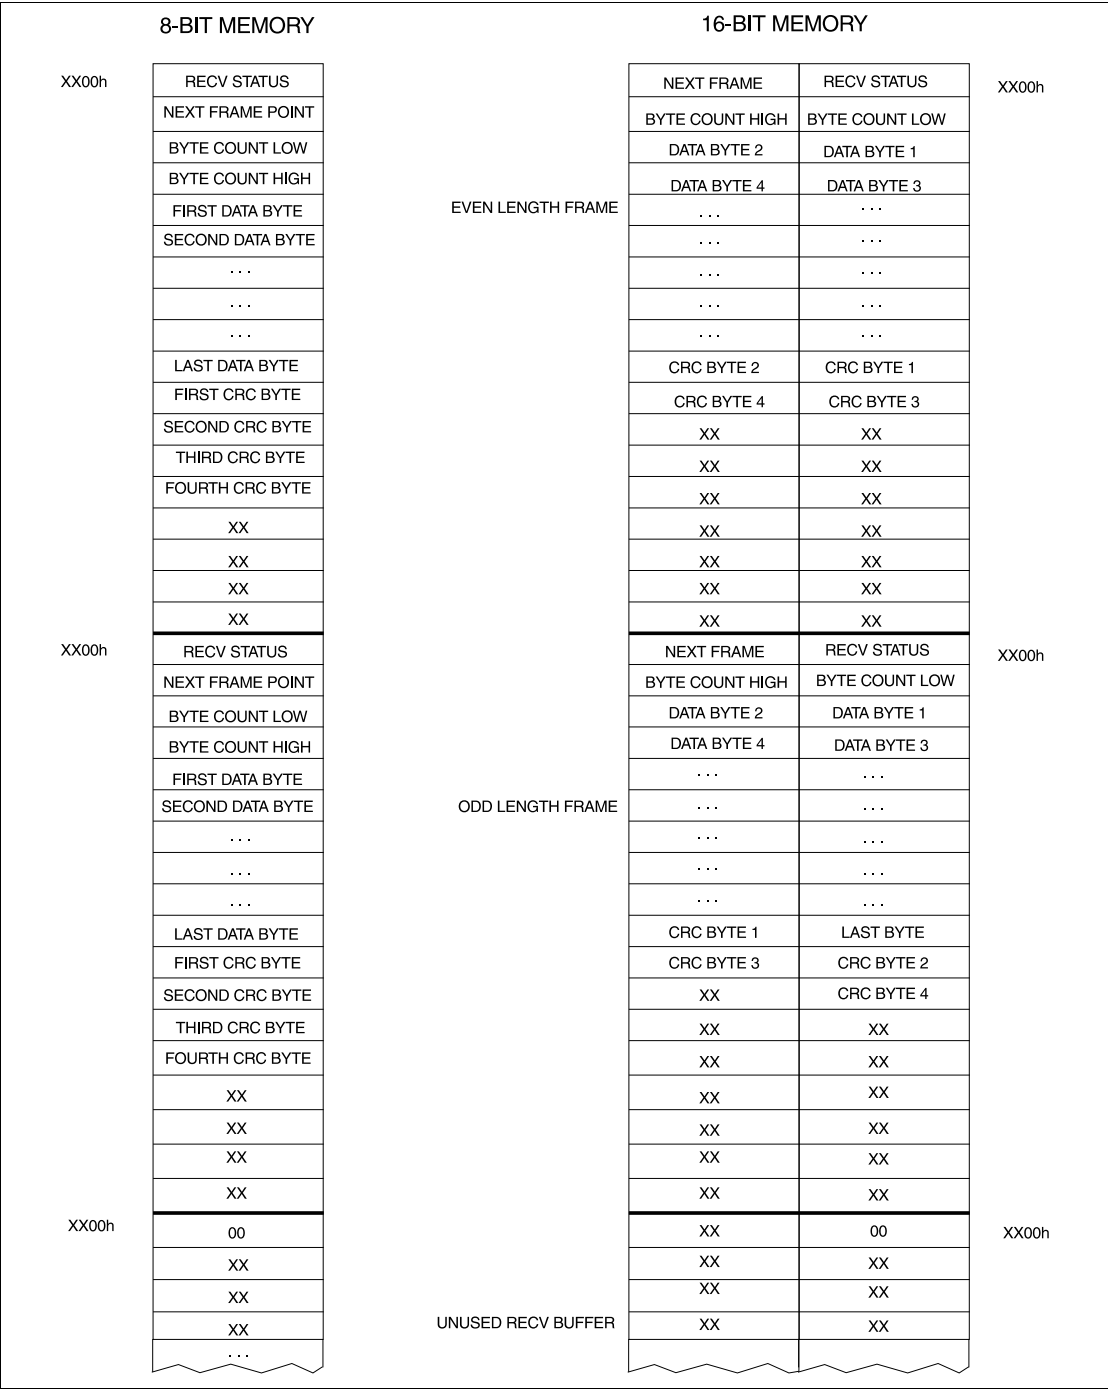 8-BIT MEMORY
16-BIT MEMORY
XX00h RECV STATUS NEXT FRAME RECV STATUS XX00h
NEXT FRAME POINT BYTE COUNT HIGH BYTE COUNT LOW
BYTE COUNT LOW DATA BYTE 2 DATA BYTE 1
BYTE COUNT HIGH DATA BYTE 4 DATA BYTE 3
FIRST DATA BYTE EVEN LENGTH FRAME ... ...
SECOND DATA BYTE ... ...
... ... ...
... ... ...
... ... ...
LAST DATA BYTE CRC BYTE 2 CRC BYTE 1
FIRST CRC BYTE CRC BYTE 4 CRC BYTE 3
SECOND CRC BYTE XX XX
THIRD CRC BYTE XX XX
FOURTH CRC BYTE XX XX
XX XX XX
XX XX XX
XX XX XX
XX XX XX
XX00h RECV STATUS NEXT FRAME RECV STATUS XX00h
NEXT FRAME POINT BYTE COUNT HIGH BYTE COUNT LOW
BYTE COUNT LOW DATA BYTE 2 DATA BYTE 1
BYTE COUNT HIGH DATA BYTE 4 DATA BYTE 3
FIRST DATA BYTE ... ...
SECOND DATA BYTE ODD LENGTH FRAME ... ...
... ... ...
... ... ...
... ... ...
LAST DATA BYTE CRC BYTE 1 LAST BYTE
FIRST CRC BYTE CRC BYTE 3 CRC BYTE 2
SECOND CRC BYTE XX CRC BYTE 4
THIRD CRC BYTE XX XX
FOURTH CRC BYTE XX XX
XX XX XX
XX XX XX
XX XX XX
XX XX XX
XX00h 00 XX 00 XX00h
XX XX XX
XX XX XX
XX UNUSED RECV BUFFER XX XX
...